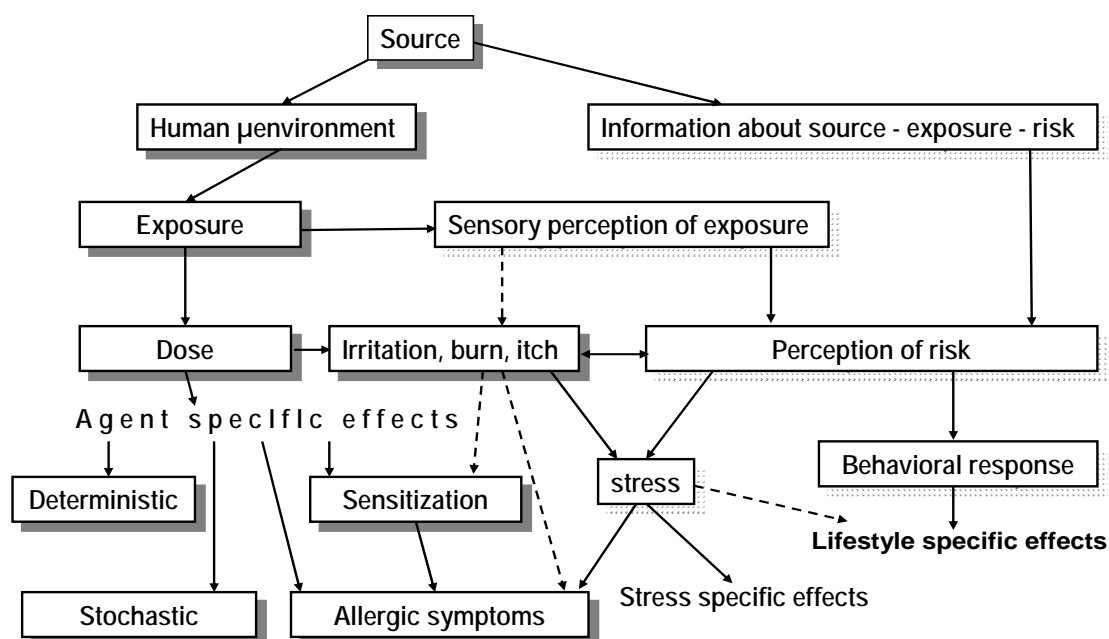 Source
Human µenvironment
Information about source - exposure - risk
Exposure
Sensory perception of exposure
Dose
Irritation, burn, itch
Perception of risk
Agent specIfIc effects
Behavioral response
Deterministic
Sensitization
stress
Lifestyle specific effects
Stochastic
Allergic symptoms
Stress specific effects